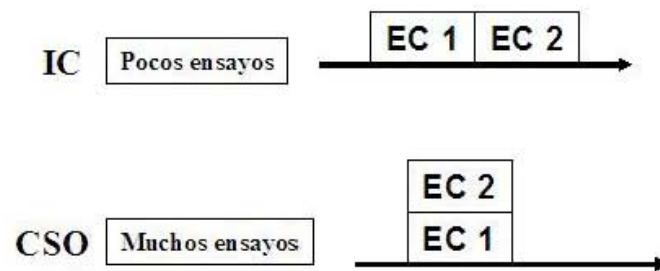 IC Pocos ensayos EC 1 EC 2
EC 2
CSO Muchos ensayos EC 1